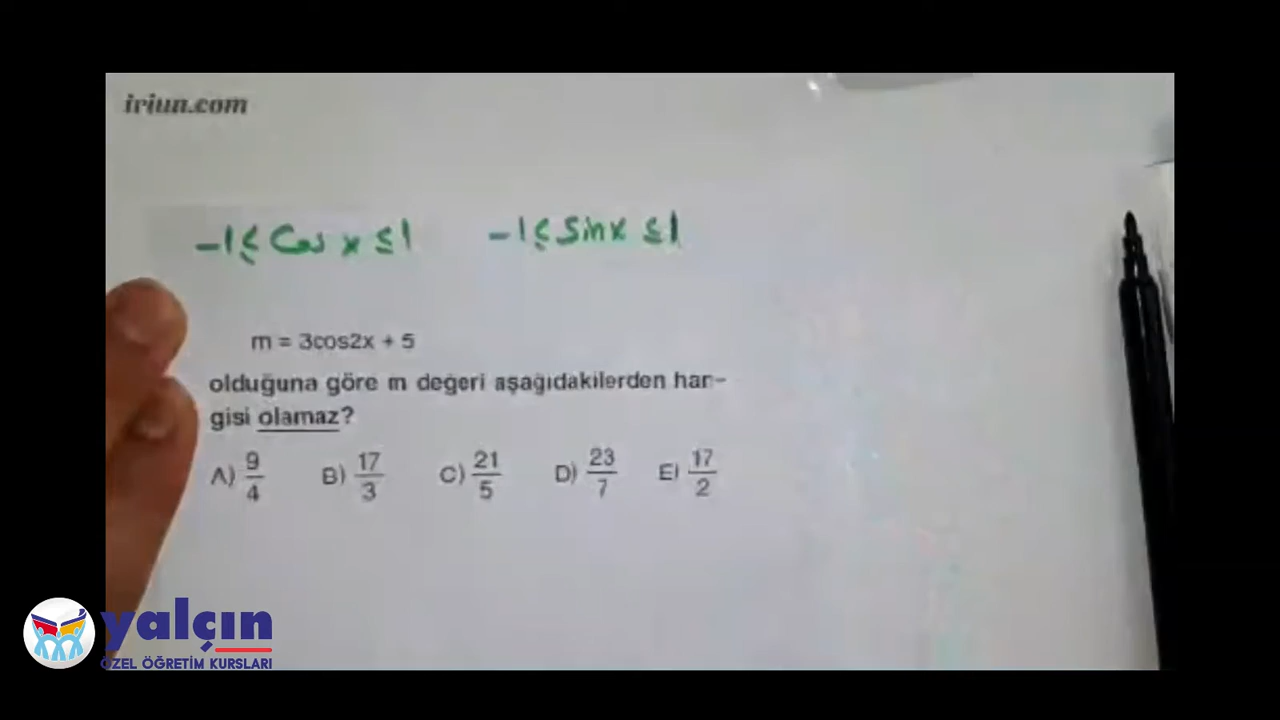 iriun.com
-1 ≤ Cos x ≤ 1 -1 ≤ Sinx ≤ 1
m = 3cos2x + 5
olduğuna göre m değeri aşağıdakilerden han-
gisi olamaz?
A) 9/4 B) 17/3 C) 21/5 D) 23/7 E) 17/2
yalçın
ÖZEL ÖĞRETİM KURSLARI